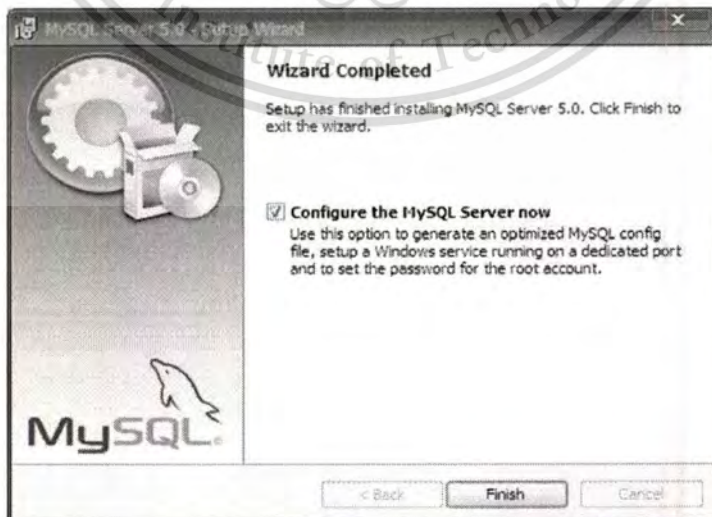 MySQL Server 5.0 - Setup Wizard
Institute of Techno
Wizard Completed
Setup has finished installing MySQL Server 5.0. Click Finish to
exit the wizard.
Configure the MySQL Server now
Use this option to generate an optimized MySQL config
file, setup a Windows service running on a dedicated port
and to set the password for the root account.
MySQL
< Back
Finish
Cancel